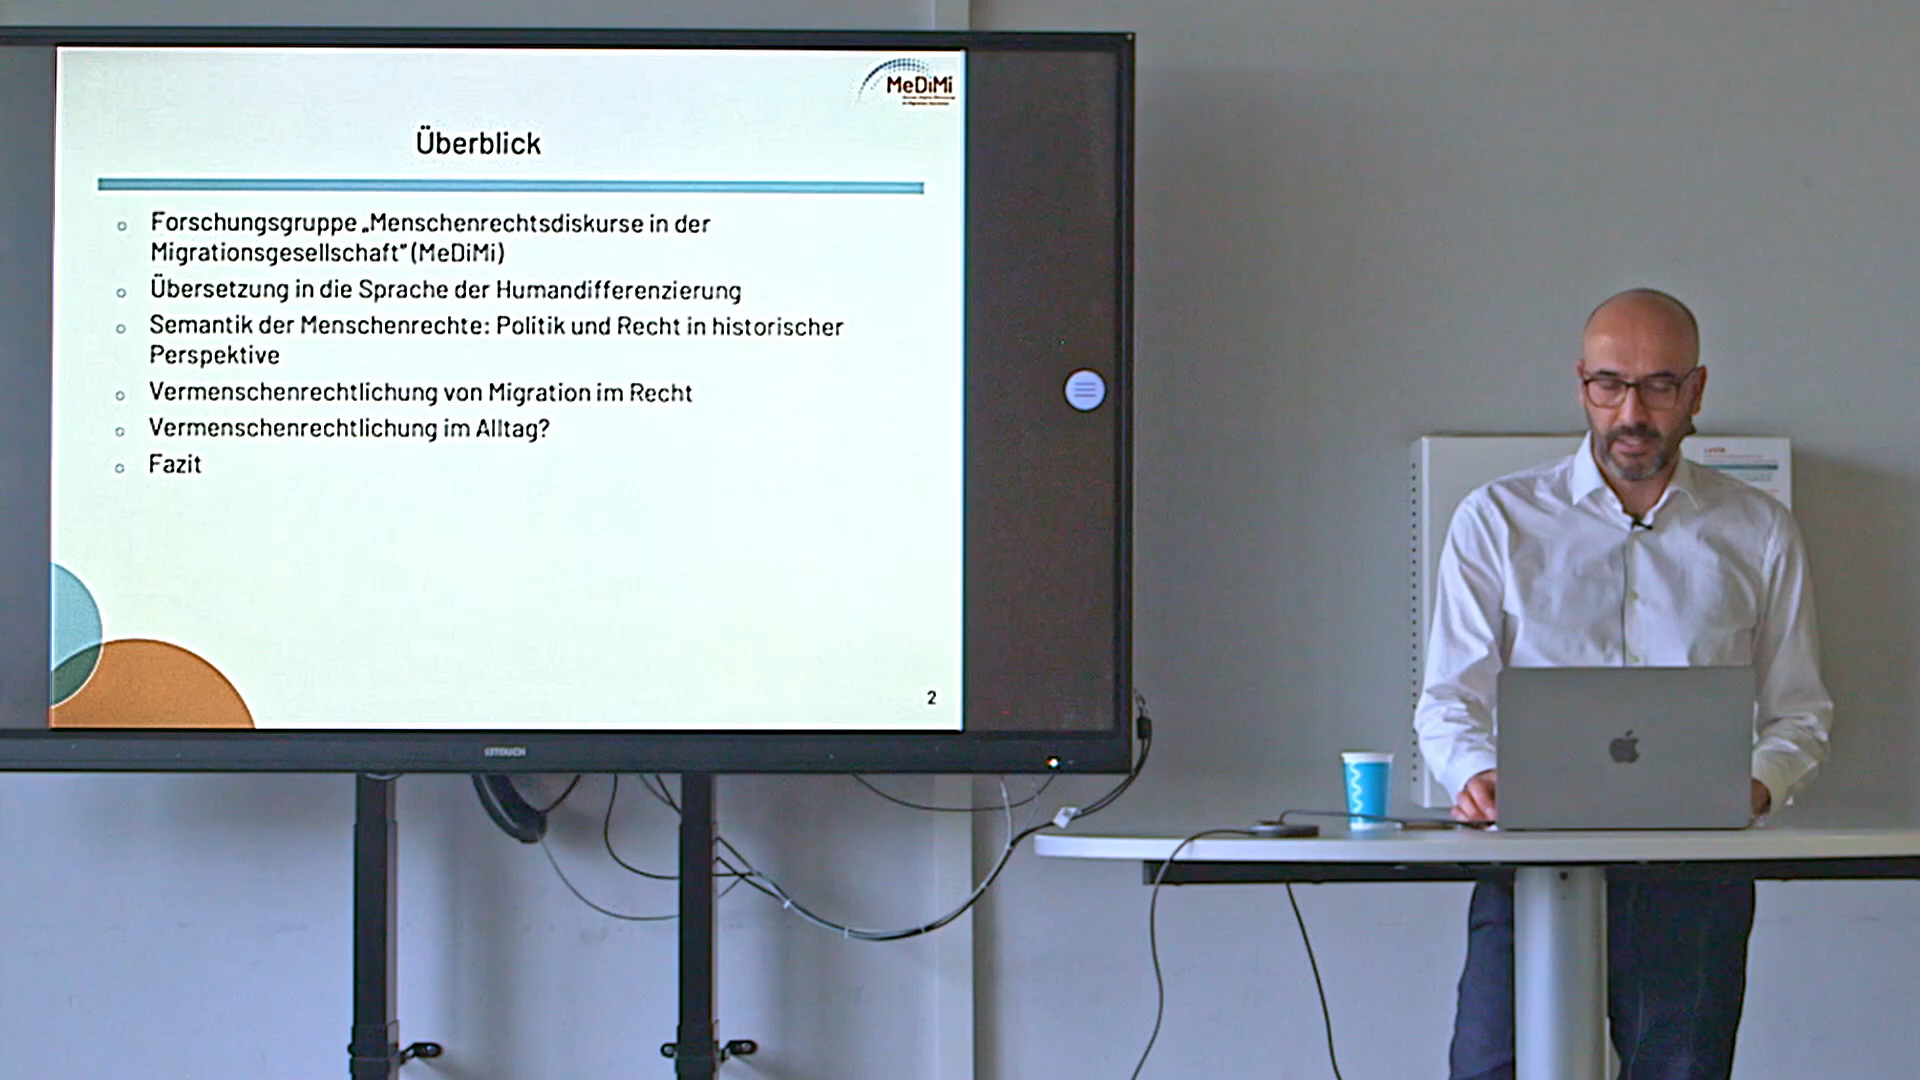 MeDiMi
Überblick
Forschungsgruppe „Menschenrechtsdiskurse in der
Migrationsgesellschaft“ (MeDiMi)
Übersetzung in die Sprache der Humandifferenzierung
Semantik der Menschenrechte: Politik und Recht in historischer
Perspektive
Vermenschenrechtlichung von Migration im Recht
Vermenschenrechtlichung im Alltag?
Fazit
2